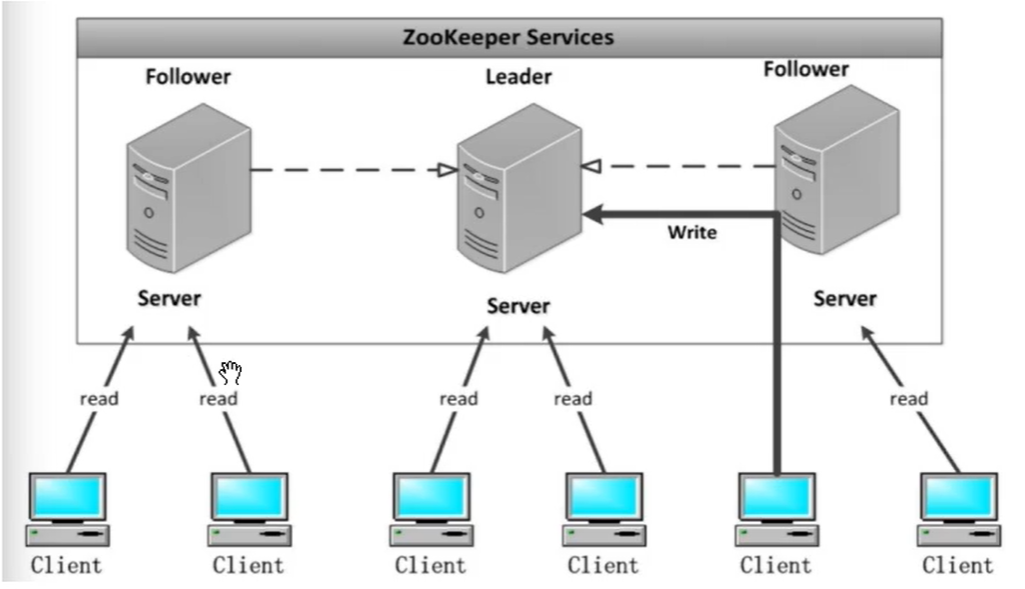 ZooKeeper Services
Follower
Leader
Follower
Write
Server
Server
Server
read
read
read
read
read
Client
Client
Client
Client
Client
Client